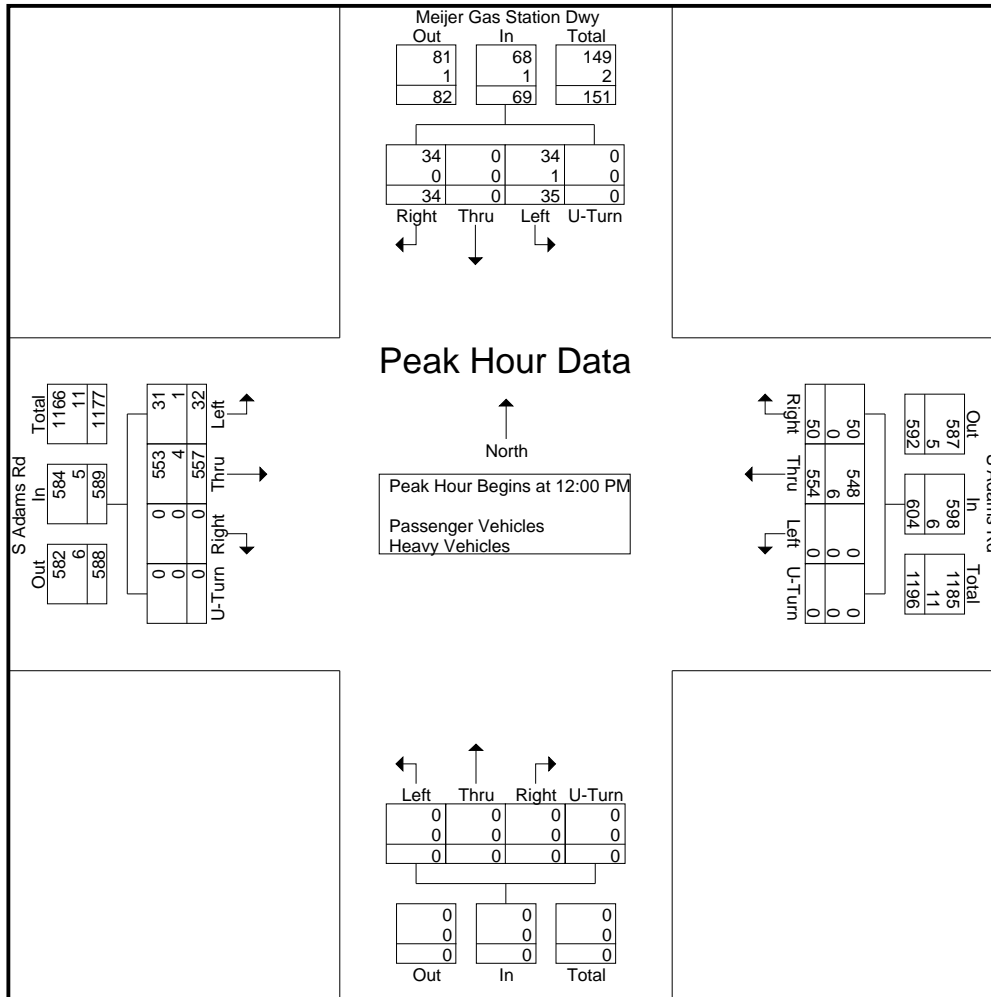 Meijer Gas Station Dwy
Out In Total
81 68 149
1 1 2
82 69 151
34 0 34 0
0 0 1 0
34 0 35 0
Right Thru Left U-Turn
Peak Hour Data
North
Peak Hour Begins at 12:00 PM
Passenger Vehicles
Heavy Vehicles
S Adams Rd
Total In Out
1166 584 582
11 5 6
1177 589 588
31 553 0 0
1 4 0 0
32 557 0 0
Left Thru Right U-Turn
S Adams Rd
Out In Total
587 598 1185
5 6 11
592 604 1196
50 548 0 0
0 6 0 0
50 554 0 0
Right Thru Left U-Turn
Left Thru Right U-Turn
0 0 0 0
0 0 0 0
0 0 0 0
0 0 0
0 0 0
0 0 0
Out In Total